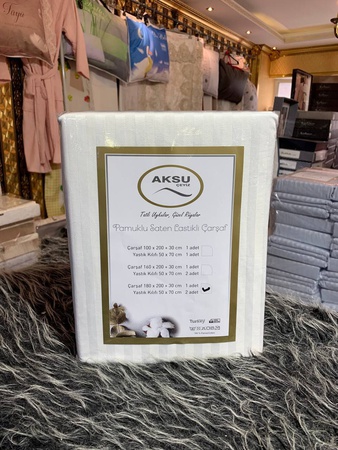 AKSU
ÇEYİZ
Tatlı Uykular, Güzel Rüyalar
Pamuklu Saten Lastikli Çarşaf
Çarşaf 100 x 200 + 30 cm 1 adet
Yastık Kılıfı 50 x 70 cm 1 adet
Çarşaf 160 x 200 + 30 cm 1 adet
Yastık Kılıfı 50 x 70 cm 2 adet
Çarşaf 180 x 200 + 30 cm 1 adet
Yastık Kılıfı 50 x 70 cm 2 adet